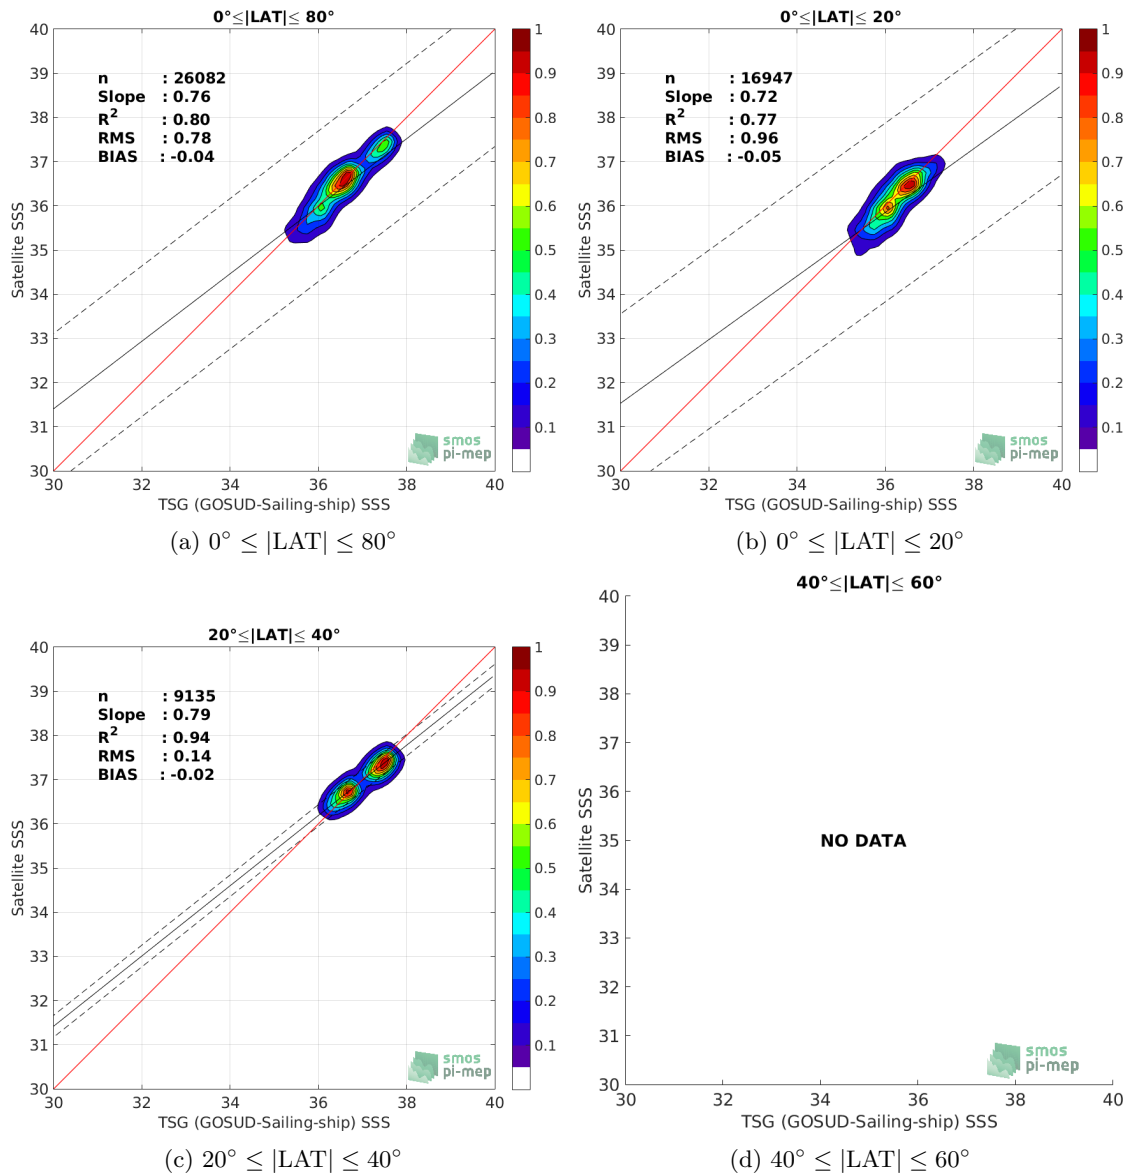 0°≤|LAT|≤ 80°
n : 26082
Slope : 0.76
R² : 0.80
RMS : 0.78
BIAS : -0.04
Satellite SSS
40
39
38
37
36
35
34
33
32
31
30
30 32 34 36 38 40
TSG (GOSUD-Sailing-ship) SSS
1
0.9
0.8
0.7
0.6
0.5
0.4
0.3
0.2
0.1
smos
pi-mep
(a) 0° ≤ |LAT| ≤ 80°
0°≤|LAT|≤ 20°
n : 16947
Slope : 0.72
R² : 0.77
RMS : 0.96
BIAS : -0.05
Satellite SSS
40
39
38
37
36
35
34
33
32
31
30
30 32 34 36 38 40
TSG (GOSUD-Sailing-ship) SSS
1
0.9
0.8
0.7
0.6
0.5
0.4
0.3
0.2
0.1
smos
pi-mep
(b) 0° ≤ |LAT| ≤ 20°
20°≤|LAT|≤ 40°
n : 9135
Slope : 0.79
R² : 0.94
RMS : 0.14
BIAS : -0.02
Satellite SSS
40
39
38
37
36
35
34
33
32
31
30
30 32 34 36 38 40
TSG (GOSUD-Sailing-ship) SSS
1
0.9
0.8
0.7
0.6
0.5
0.4
0.3
0.2
0.1
smos
pi-mep
(c) 20° ≤ |LAT| ≤ 40°
40°≤|LAT|≤ 60°
NO DATA
Satellite SSS
40
39
38
37
36
35
34
33
32
31
30
30 32 34 36 38 40
TSG (GOSUD-Sailing-ship) SSS
smos
pi-mep
(d) 40° ≤ |LAT| ≤ 60°